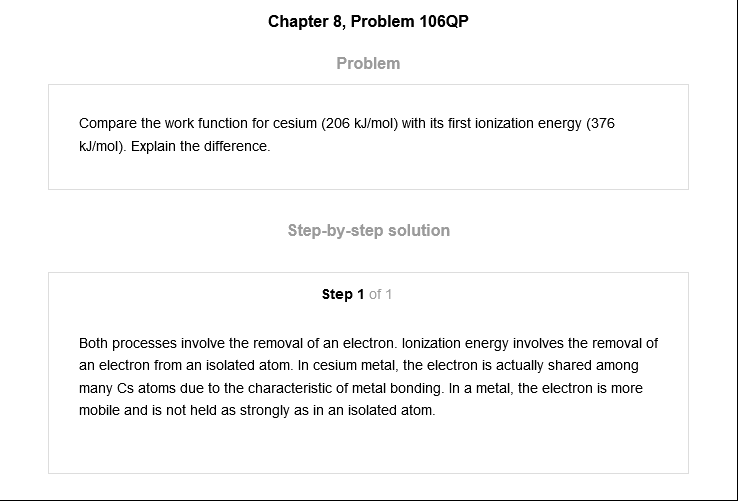 Chapter 8, Problem 106QP
Problem
Compare the work function for cesium (206 kJ/mol) with its first ionization energy (376
kJ/mol). Explain the difference.
Step-by-step solution
Step 1 of 1
Both processes involve the removal of an electron. Ionization energy involves the removal of
an electron from an isolated atom. In cesium metal, the electron is actually shared among
many Cs atoms due to the characteristic of metal bonding. In a metal, the electron is more
mobile and is not held as strongly as in an isolated atom.